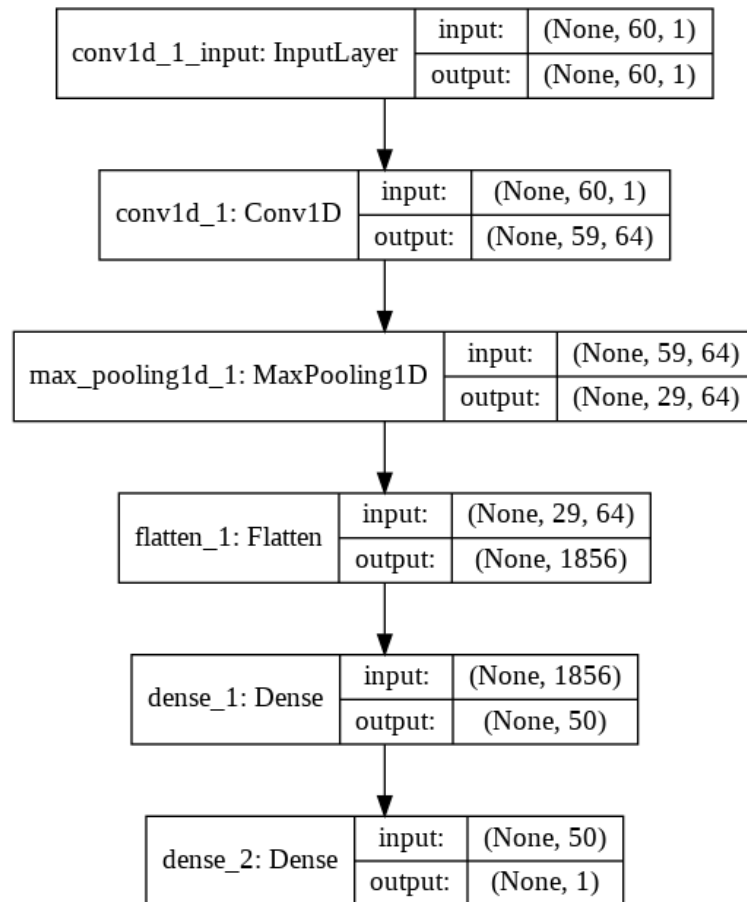 conv1d_1_input: InputLayer
input: (None, 60, 1)
output: (None, 60, 1)
conv1d_1: Conv1D
input: (None, 60, 1)
output: (None, 59, 64)
max_pooling1d_1: MaxPooling1D
input: (None, 59, 64)
output: (None, 29, 64)
flatten_1: Flatten
input: (None, 29, 64)
output: (None, 1856)
dense_1: Dense
input: (None, 1856)
output: (None, 50)
dense_2: Dense
input: (None, 50)
output: (None, 1)